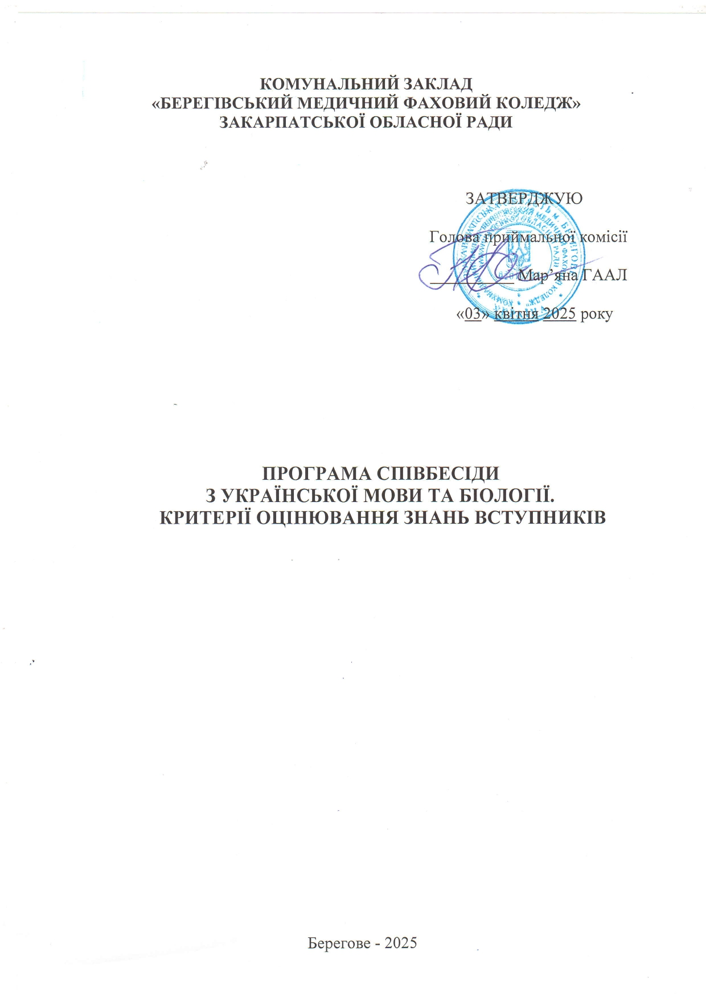 КОМУНАЛЬНИЙ ЗАКЛАД
«БЕРЕГІВСЬКИЙ МЕДИЧНИЙ ФАХОВИЙ КОЛЕДЖ»
ЗАКАРПАТСЬКОЇ ОБЛАСНОЇ РАДИ
ЗАТВЕРДЖУЮ
Голова приймальної комісії
__________ Мар’яна ГААЛ
«03» квітня 2025 року
ПРОГРАМА СПІВБЕСІДИ
З УКРАЇНСЬКОЇ МОВИ ТА БІОЛОГІЇ.
КРИТЕРІЇ ОЦІНЮВАННЯ ЗНАНЬ ВСТУПНИКІВ
Берегове - 2025